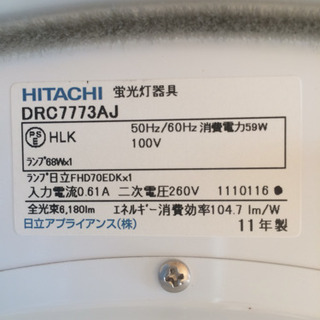 HITACHI 蛍光灯器具
DRC7773AJ
PS E HLK 50Hz/60Hz 消費電力59W
100V
ランプ68W×1
ランプ日立FHD70EDK×1
入力電流0.61A 二次電圧260V 1110116●
全光束6,180lm エネルギー消費効率104.7 lm/W
日立アプライアンス(株) 11年製